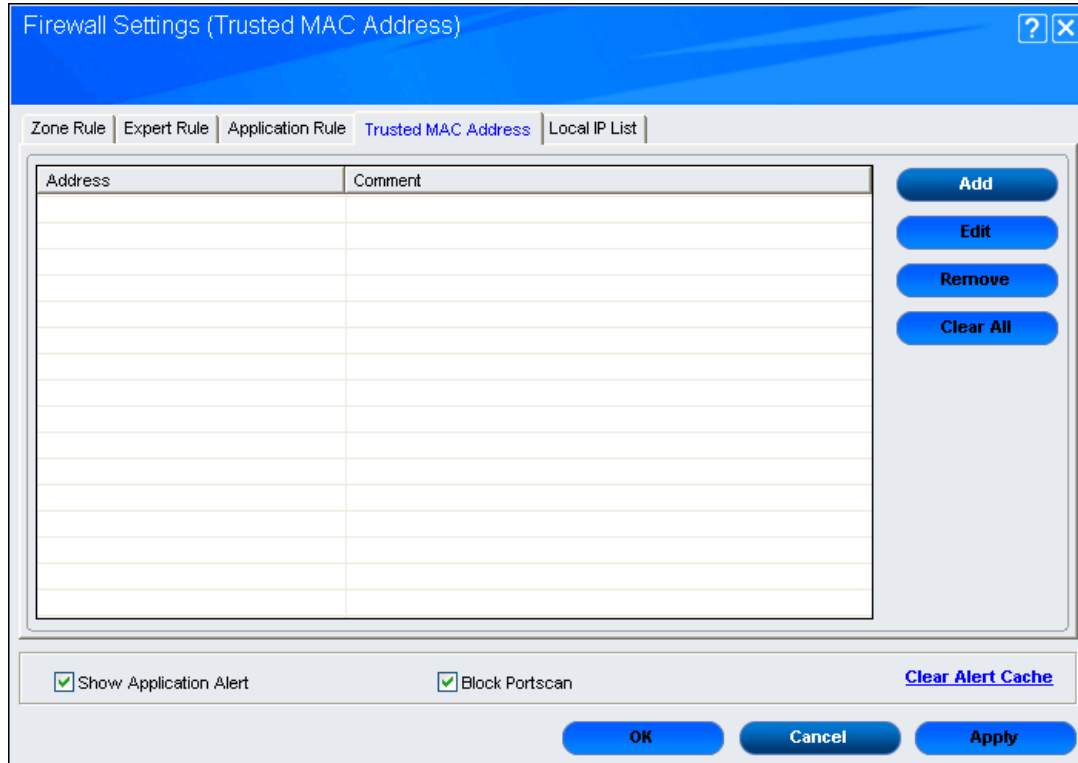 Firewall Settings (Trusted MAC Address)
?
Zone Rule Expert Rule Application Rule Trusted MAC Address Local IP List
Address Comment
Add
Edit
Remove
Clear All
Show Application Alert Block Portscan Clear Alert Cache
OK Cancel Apply